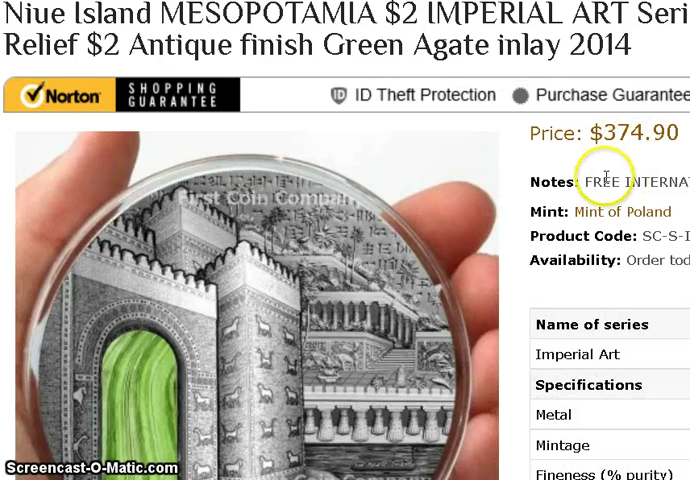 Niue Island MESOPOTAMIA $2 IMPERIAL ART Seri
Relief $2 Antique finish Green Agate inlay 2014
Norton
SHOPPING
GUARANTEE
ID
ID Theft Protection
Purchase Guarantee
Price: $374.90
Notes: FREE INTERNAT
Mint: Mint of Poland
Product Code: SC-S-I
Availability: Order tod
First Coin Company
Name of series
Imperial Art
Specifications
Metal
Mintage
Fineness (% purity)
Screencast-O-Matic.com